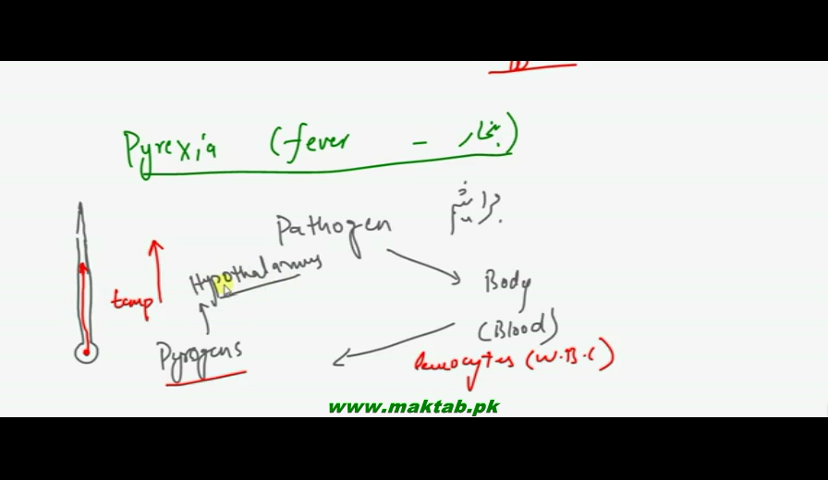 Pyrexia (fever – بخار)
Pathogen جراثیم
Hypothalamus
Body
temp
(Blood)
Pyrogens
Leucocytes (W.B.C)
www.maktab.pk